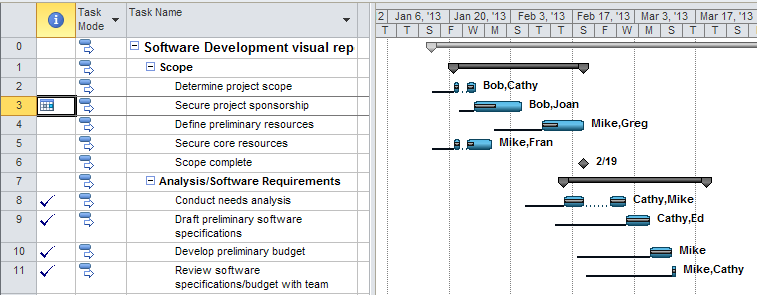 Task Mode Task Name
2 Jan 6, '13 Jan 20, '13 Feb 3, '13 Feb 17, '13 Mar 3, '13 Mar 17, '13
T T S F W M S T T S F W M S T T S
0 Software Development visual rep
1 Scope
2 Determine project scope Bob,Cathy
3 Secure project sponsorship Bob,Joan
4 Define preliminary resources Mike,Greg
5 Secure core resources Mike,Fran
6 Scope complete 2/19
7 Analysis/Software Requirements
8 Conduct needs analysis Cathy,Mike
9 Draft preliminary software Cathy,Ed
specifications
10 Develop preliminary budget Mike
11 Review software Mike,Cathy
specifications/budget with team